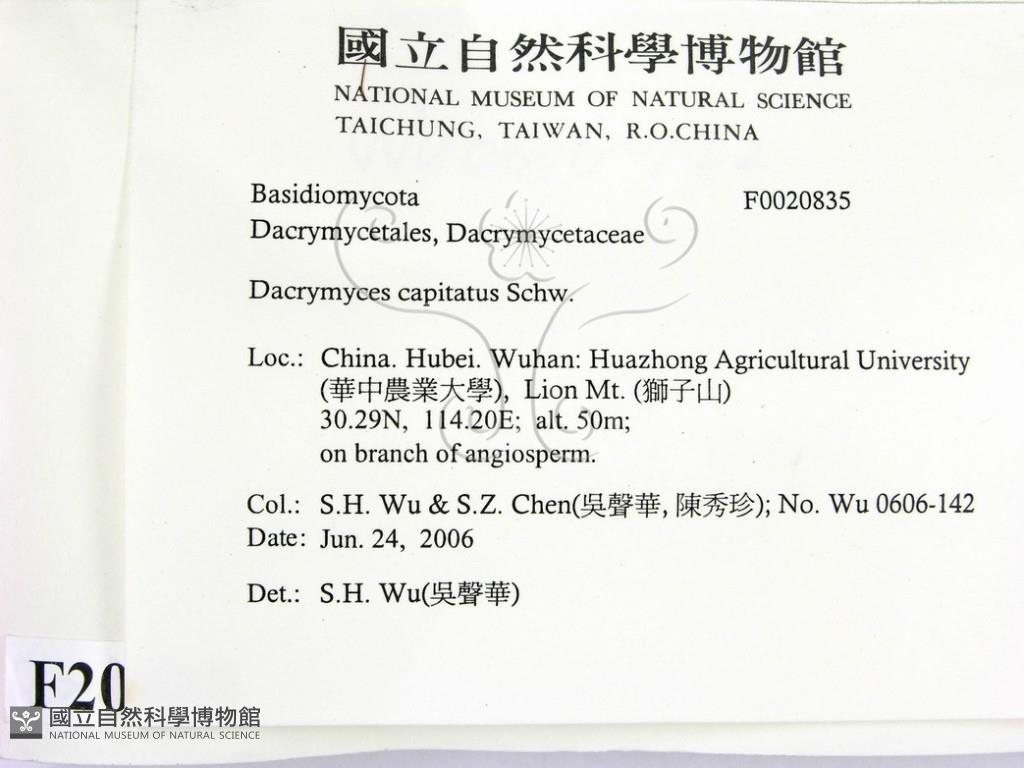 國立自然科學博物館
NATIONAL MUSEUM OF NATURAL SCIENCE
TAICHUNG, TAIWAN, R.O.CHINA
Basidiomycota F0020835
Dacrymycetales, Dacrymycetaceae
Dacrymyces capitatus Schw.
Loc.: China. Hubei. Wuhan: Huazhong Agricultural University
(華中農業大學), Lion Mt. (獅子山)
30.29N, 114.20E; alt. 50m;
on branch of angiosperm.
Col.: S.H. Wu & S.Z. Chen(吳聲華, 陳秀珍); No. Wu 0606-142
Date: Jun. 24, 2006
Det.: S.H. Wu(吳聲華)
F20
國立自然科學博物館
NATIONAL MUSEUM OF NATURAL SCIENCE